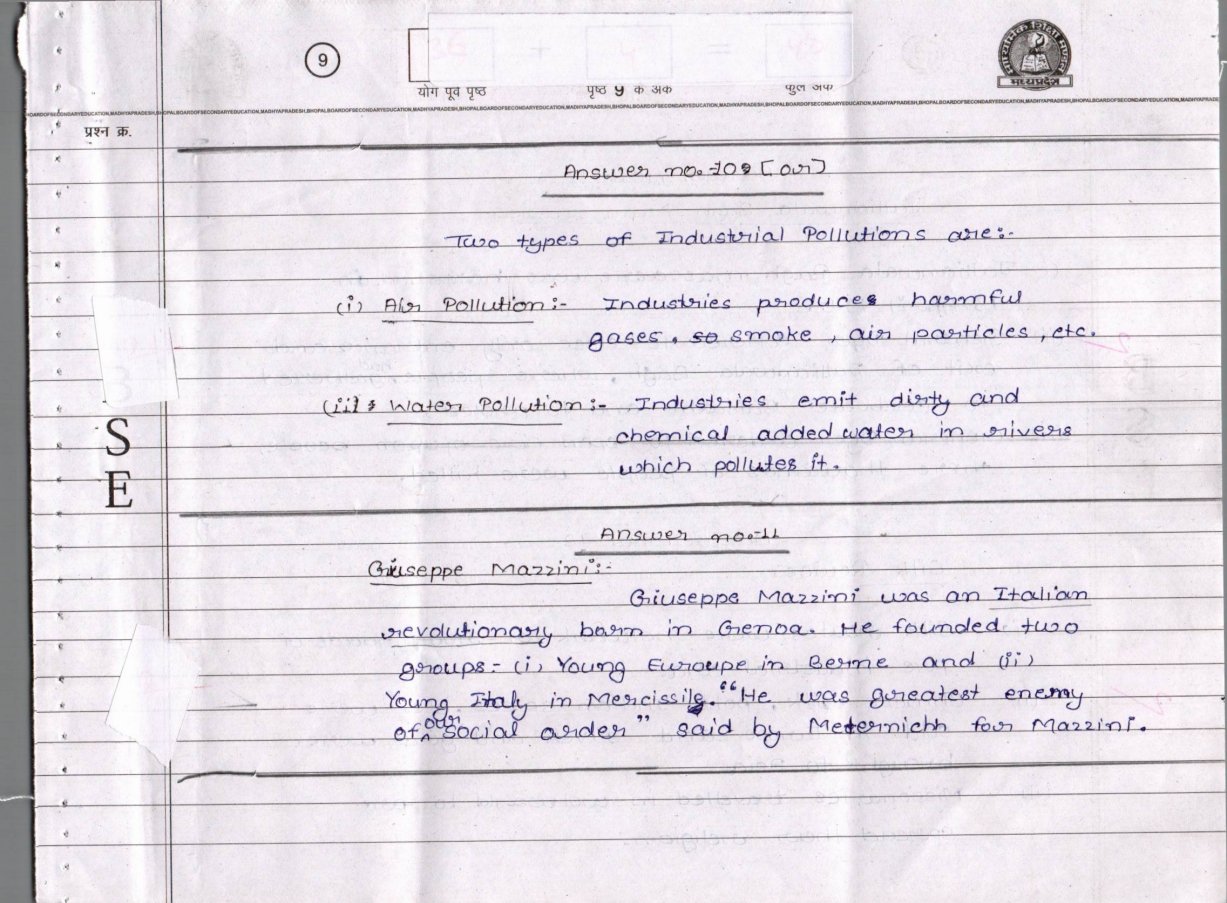 9
योग पूर्व पृष्ठ
पृष्ठ 9 के अंक
कुल अंक
मध्यप्रदेश
प्रश्न क्र.
Answer no. 10 [or]
Two types of Industrial Pollutions are:-
(i) Air Pollution:- Industries produces harmful
gases, smoke, air particles, etc.
(ii) Water Pollution:- Industries emit dirty and
chemical added water in rivers
which pollutes it.
S
E
Answer no.-11
Giuseppe Mazzini:-
Giuseppe Mazzini was an Italian
revolutionary born in Genoa. He founded two
groups:- (i) Young Euroupe in Berne and (ii)
Young Italy in Mercissile. "He was greatest enemy
of our social order" said by Meternichh for Mazzini.